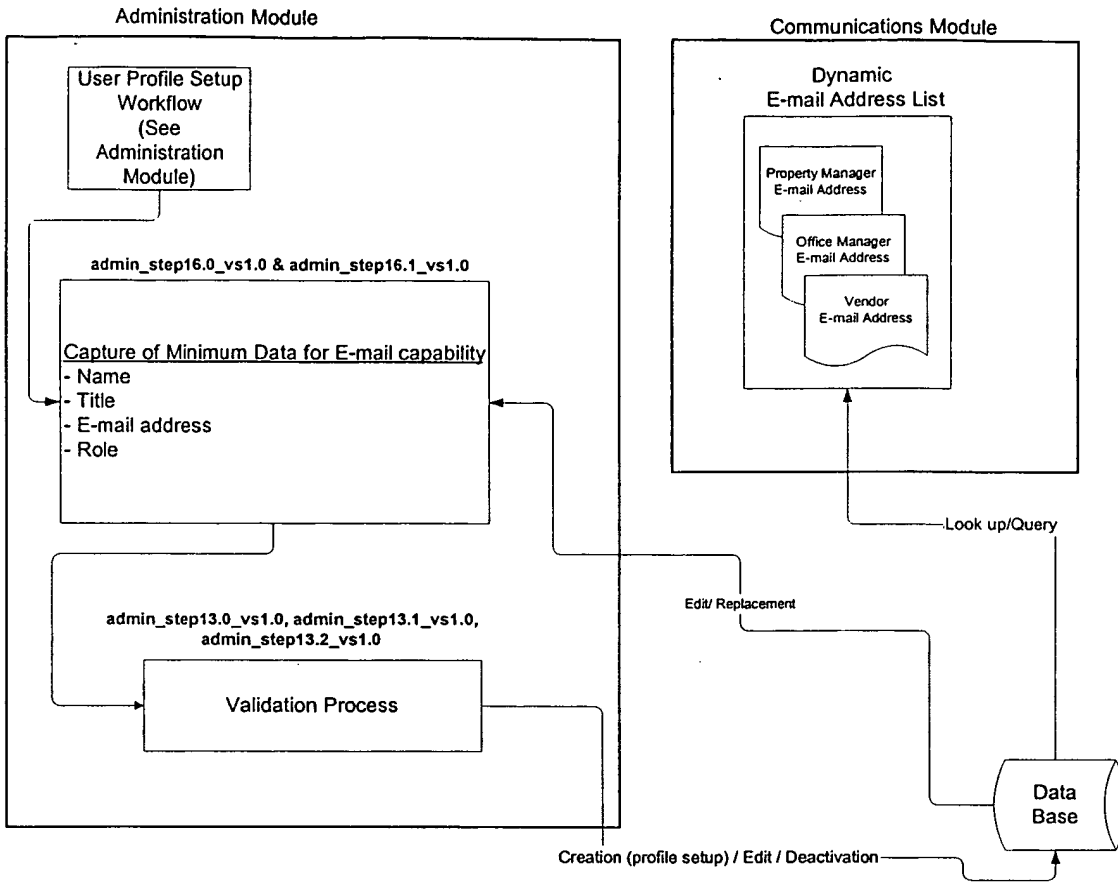 Administration Module
User Profile Setup
Workflow
(See
Administration
Module)
admin_step16.0_vs1.0 & admin_step16.1_vs1.0
Capture of Minimum Data for E-mail capability
- Name
- Title
- E-mail address
- Role
admin_step13.0_vs1.0, admin_step13.1_vs1.0,
admin_step13.2_vs1.0
Validation Process
Communications Module
Dynamic
E-mail Address List
Property Manager
E-mail Address
Office Manager
E-mail Address
Vendor
E-mail Address
Look up/Query
Edit/ Replacement
Data
Base
Creation (profile setup) / Edit / Deactivation